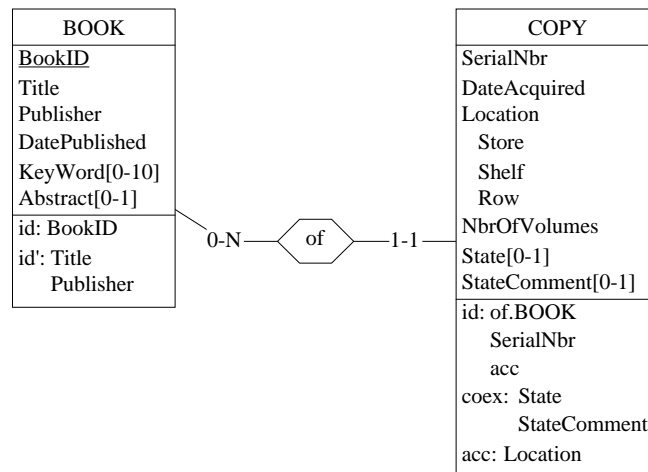 BOOK
BookID
Title
Publisher
DatePublished
KeyWord[0-10]
Abstract[0-1]
id: BookID
id': Title
Publisher
0-N
of
1-1
COPY
SerialNbr
DateAcquired
Location
Store
Shelf
Row
NbrOfVolumes
State[0-1]
StateComment[0-1]
id: of.BOOK
SerialNbr
acc
coex: State
StateComment
acc: Location